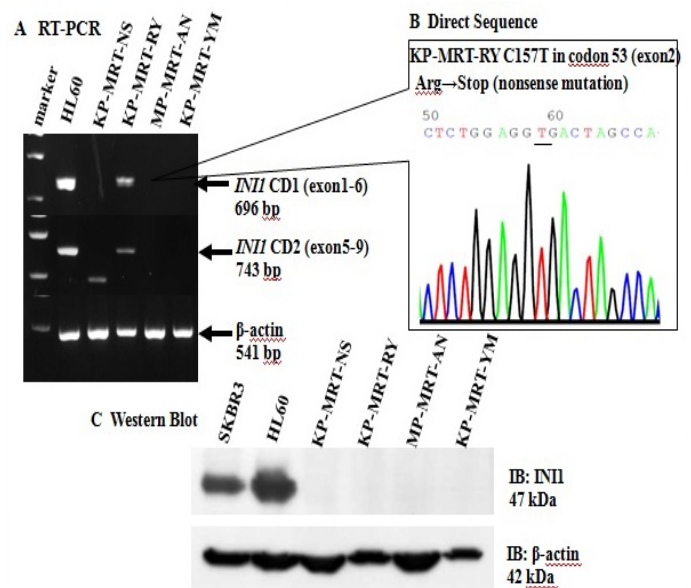 A RT-PCR
marker
HL60
KP-MRT-NS
KP-MRT-RY
MP-MRT-AN
KP-MRT-YM
INI1 CD1 (exon1-6)
696 bp
INI1 CD2 (exon5-9)
743 bp
β-actin
541 bp
B Direct Sequence
KP-MRT-RY C157T in codon 53 (exon2)
Arg→Stop (nonsense mutation)
50 60
CTCTGGAGGTGACTAGCCA
C Western Blot
SKBR3
HL60
KP-MRT-NS
KP-MRT-RY
MP-MRT-AN
KP-MRT-YM
IB: INI1
47 kDa
IB: β-actin
42 kDa